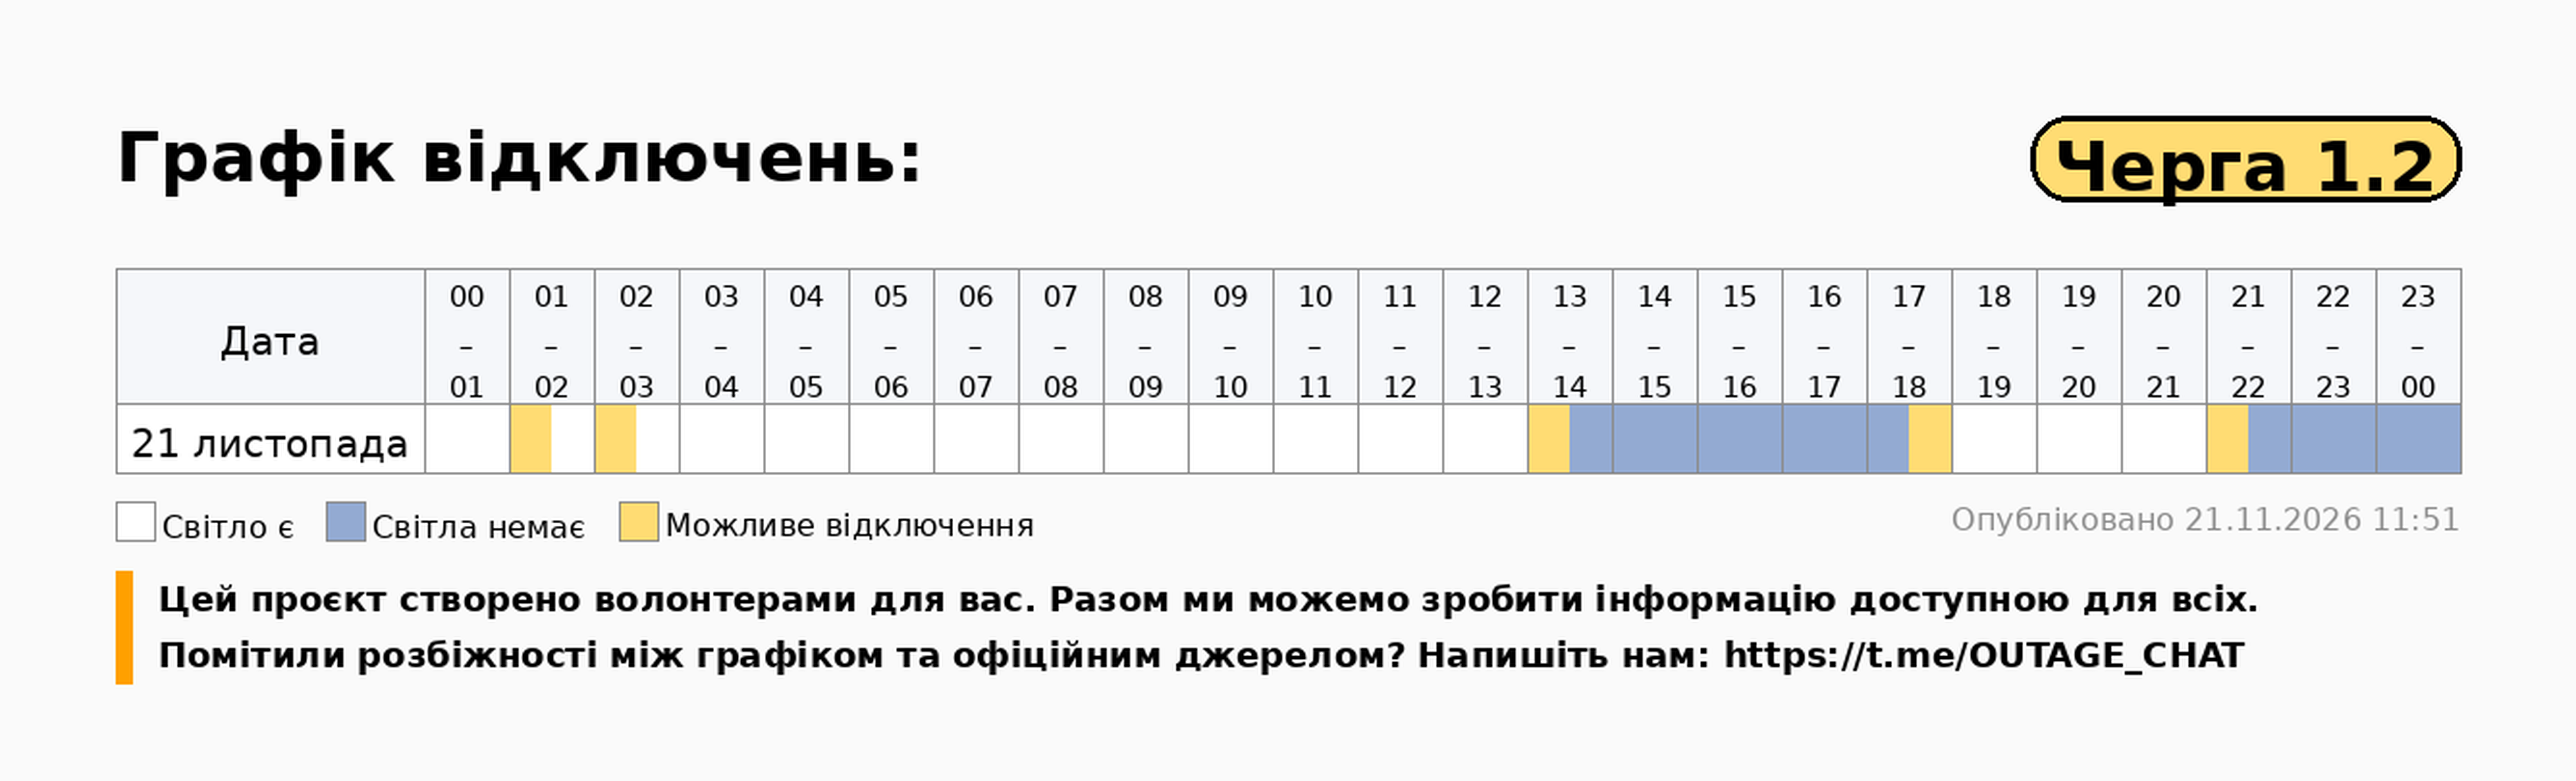 Графік відключень:
Черга 1.2
Дата
00 – 01
01 – 02
02 – 03
03 – 04
04 – 05
05 – 06
06 – 07
07 – 08
08 – 09
09 – 10
10 – 11
11 – 12
12 – 13
13 – 14
14 – 15
15 – 16
16 – 17
17 – 18
18 – 19
19 – 20
20 – 21
21 – 22
22 – 23
23 – 00
21 листопада
Світло є
Світла немає
Можливе відключення
Опубліковано 21.11.2026 11:51
Цей проєкт створено волонтерами для вас. Разом ми можемо зробити інформацію доступною для всіх.
Помітили розбіжності між графіком та офіційним джерелом? Напишіть нам: https://t.me/OUTAGE_CHAT